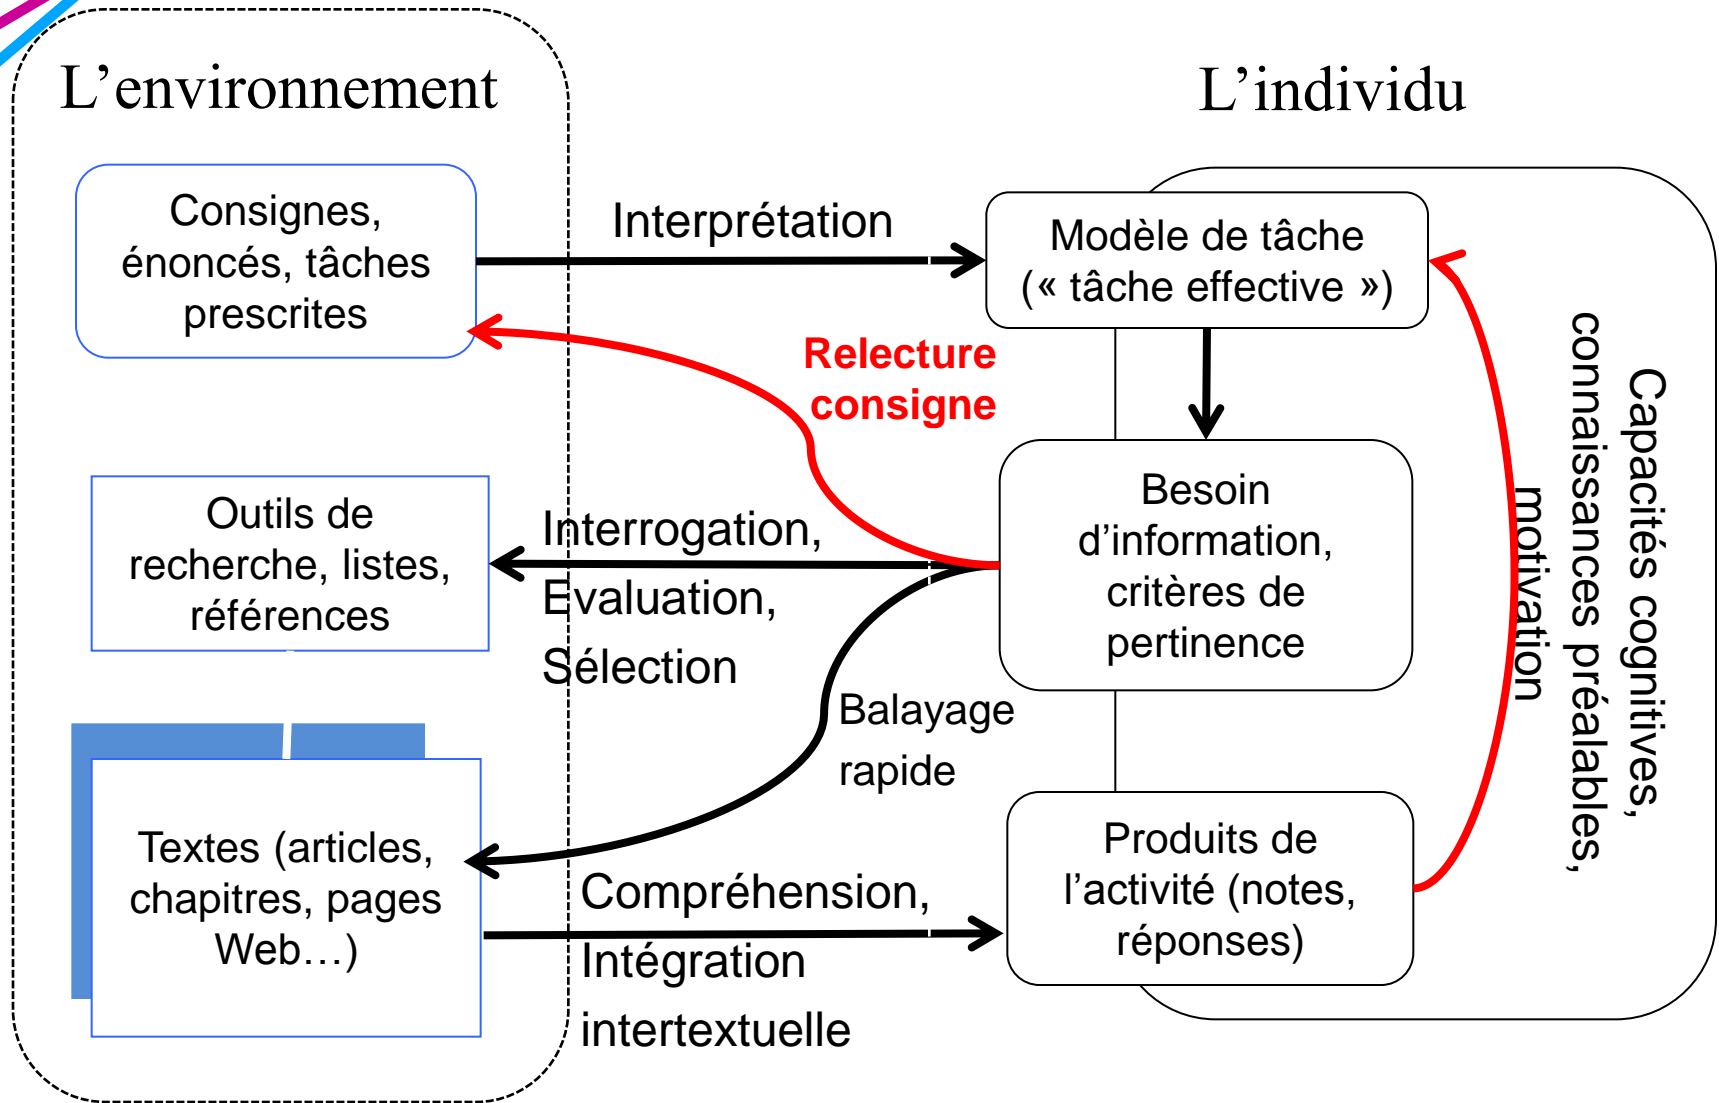 L’environnement
L’individu
Consignes,
énoncés, tâches
prescrites
Interprétation
Modèle de tâche
(« tâche effective »)
Relecture
consigne
Outils de
recherche, listes,
références
Interrogation,
Evaluation,
Sélection
Besoin
d’information,
critères de
pertinence
Balayage
rapide
Textes (articles,
chapitres, pages
Web…)
Compréhension,
Intégration
intertextuelle
Produits de
l’activité (notes,
réponses)
Capacités cognitives,
connaissances préalables,
motivation